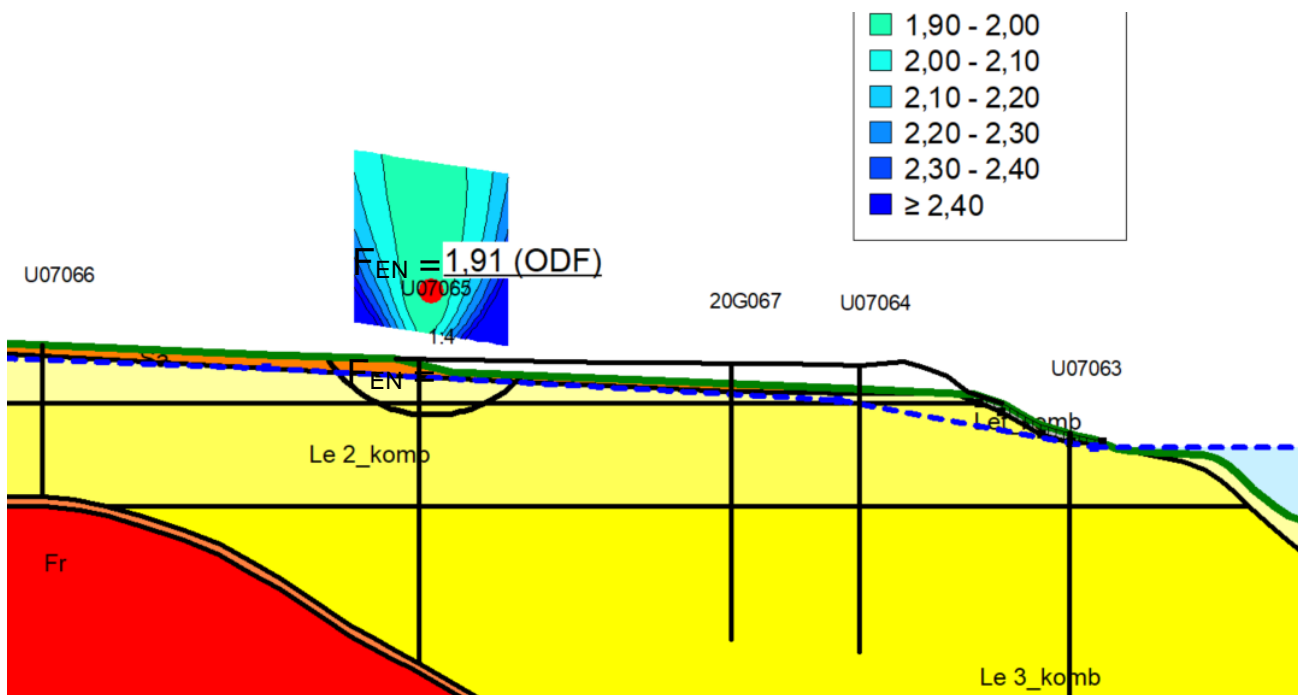 1,90 - 2,00
2,00 - 2,10
2,10 - 2,20
2,20 - 2,30
2,30 - 2,40
≥ 2,40
FEN = 1,91 (ODF)
U07066
U07065
20G067
U07064
1:4
U07063
Sa
EN =
Le 2_komb
Fr
Le 3_komb